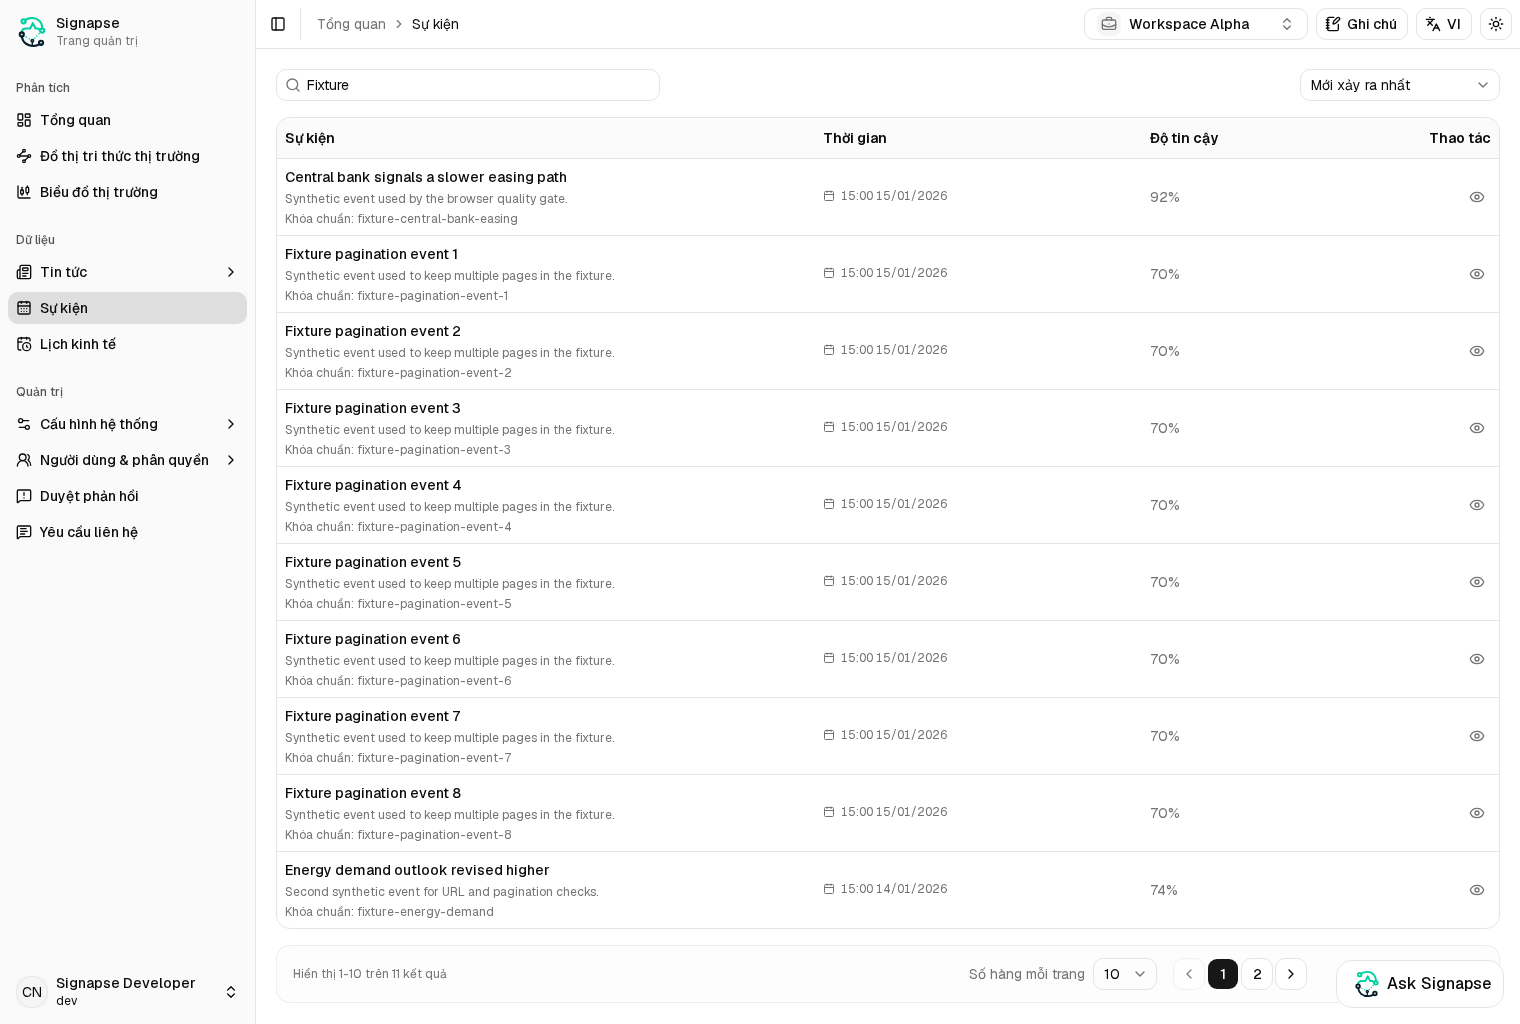 Signapse
Trang quản trị
Phân tích
Tổng quan
Đồ thị tri thức thị trường
Biểu đồ thị trường
Dữ liệu
Tin tức
Sự kiện
Lịch kinh tế
Quản trị
Cấu hình hệ thống
Người dùng & phân quyền
Duyệt phản hồi
Yêu cầu liên hệ
CN
Signapse Developer
dev
Tổng quan > Sự kiện
Workspace Alpha
Ghi chú
VI
Fixture
Mới xảy ra nhất
Sự kiện Thời gian Độ tin cậy Thao tác
Central bank signals a slower easing path
Synthetic event used by the browser quality gate.
Khóa chuẩn: fixture-central-bank-easing
15:00 15/01/2026
92%
Fixture pagination event 1
Synthetic event used to keep multiple pages in the fixture.
Khóa chuẩn: fixture-pagination-event-1
15:00 15/01/2026
70%
Fixture pagination event 2
Synthetic event used to keep multiple pages in the fixture.
Khóa chuẩn: fixture-pagination-event-2
15:00 15/01/2026
70%
Fixture pagination event 3
Synthetic event used to keep multiple pages in the fixture.
Khóa chuẩn: fixture-pagination-event-3
15:00 15/01/2026
70%
Fixture pagination event 4
Synthetic event used to keep multiple pages in the fixture.
Khóa chuẩn: fixture-pagination-event-4
15:00 15/01/2026
70%
Fixture pagination event 5
Synthetic event used to keep multiple pages in the fixture.
Khóa chuẩn: fixture-pagination-event-5
15:00 15/01/2026
70%
Fixture pagination event 6
Synthetic event used to keep multiple pages in the fixture.
Khóa chuẩn: fixture-pagination-event-6
15:00 15/01/2026
70%
Fixture pagination event 7
Synthetic event used to keep multiple pages in the fixture.
Khóa chuẩn: fixture-pagination-event-7
15:00 15/01/2026
70%
Fixture pagination event 8
Synthetic event used to keep multiple pages in the fixture.
Khóa chuẩn: fixture-pagination-event-8
15:00 15/01/2026
70%
Energy demand outlook revised higher
Second synthetic event for URL and pagination checks.
Khóa chuẩn: fixture-energy-demand
15:00 14/01/2026
74%
Hiển thị 1-10 trên 11 kết quả
Số hàng mỗi trang
10
1
2
Ask Signapse